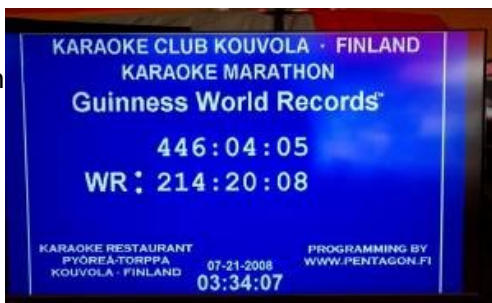 KARAOKE CLUB KOUVOLA · FINLAND
KARAOKE MARATHON
Guinness World Records™
446:04:05
WR: 214:20:08
KARAOKE RESTAURANT
PYÖREÄ-TORPPA
KOUVOLA - FINLAND
07-21-2008
03:34:07
PROGRAMMING BY
WWW.PENTAGON.FI